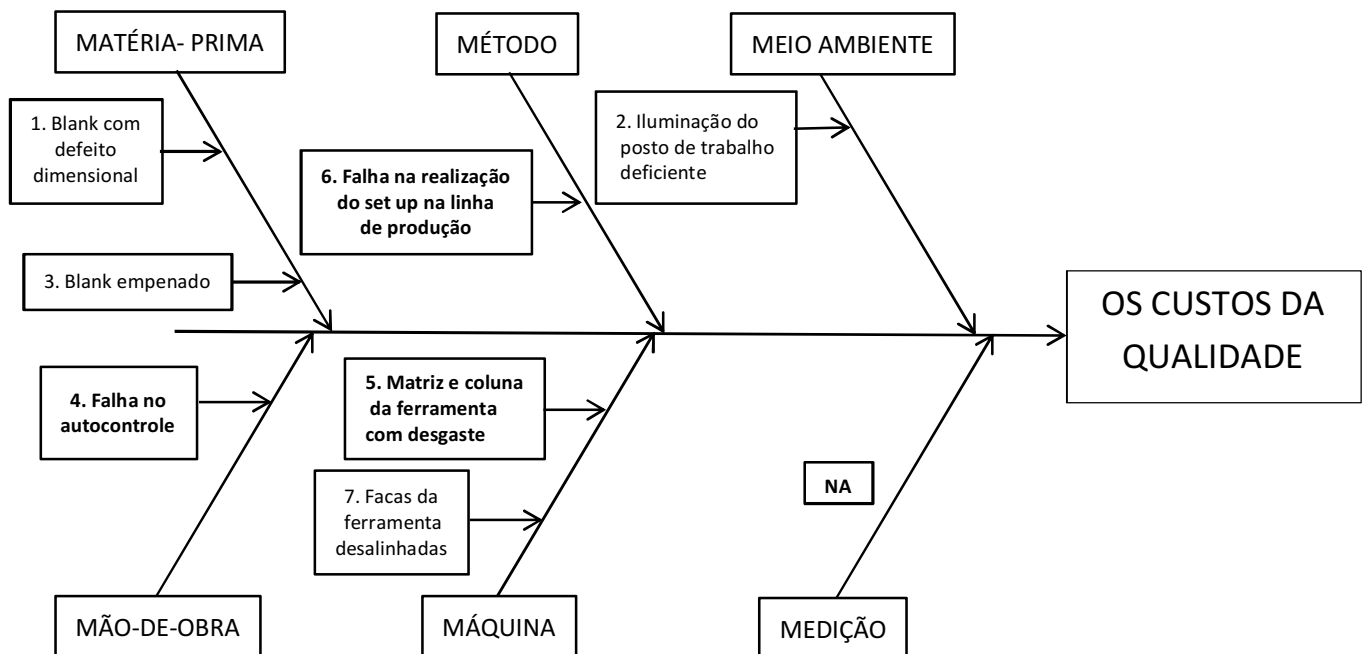 MATÉRIA- PRIMA
MÉTODO
MEIO AMBIENTE
1. Blank com
defeito
dimensional
2. Iluminação do
posto de trabalho
deficiente
6. Falha na realização
do set up na linha
de produção
3. Blank empenado
OS CUSTOS DA
QUALIDADE
4. Falha no
autocontrole
5. Matriz e coluna
da ferramenta
com desgaste
NA
7. Facas da
ferramenta
desalinhadas
MÃO-DE-OBRA
MÁQUINA
MEDIÇÃO